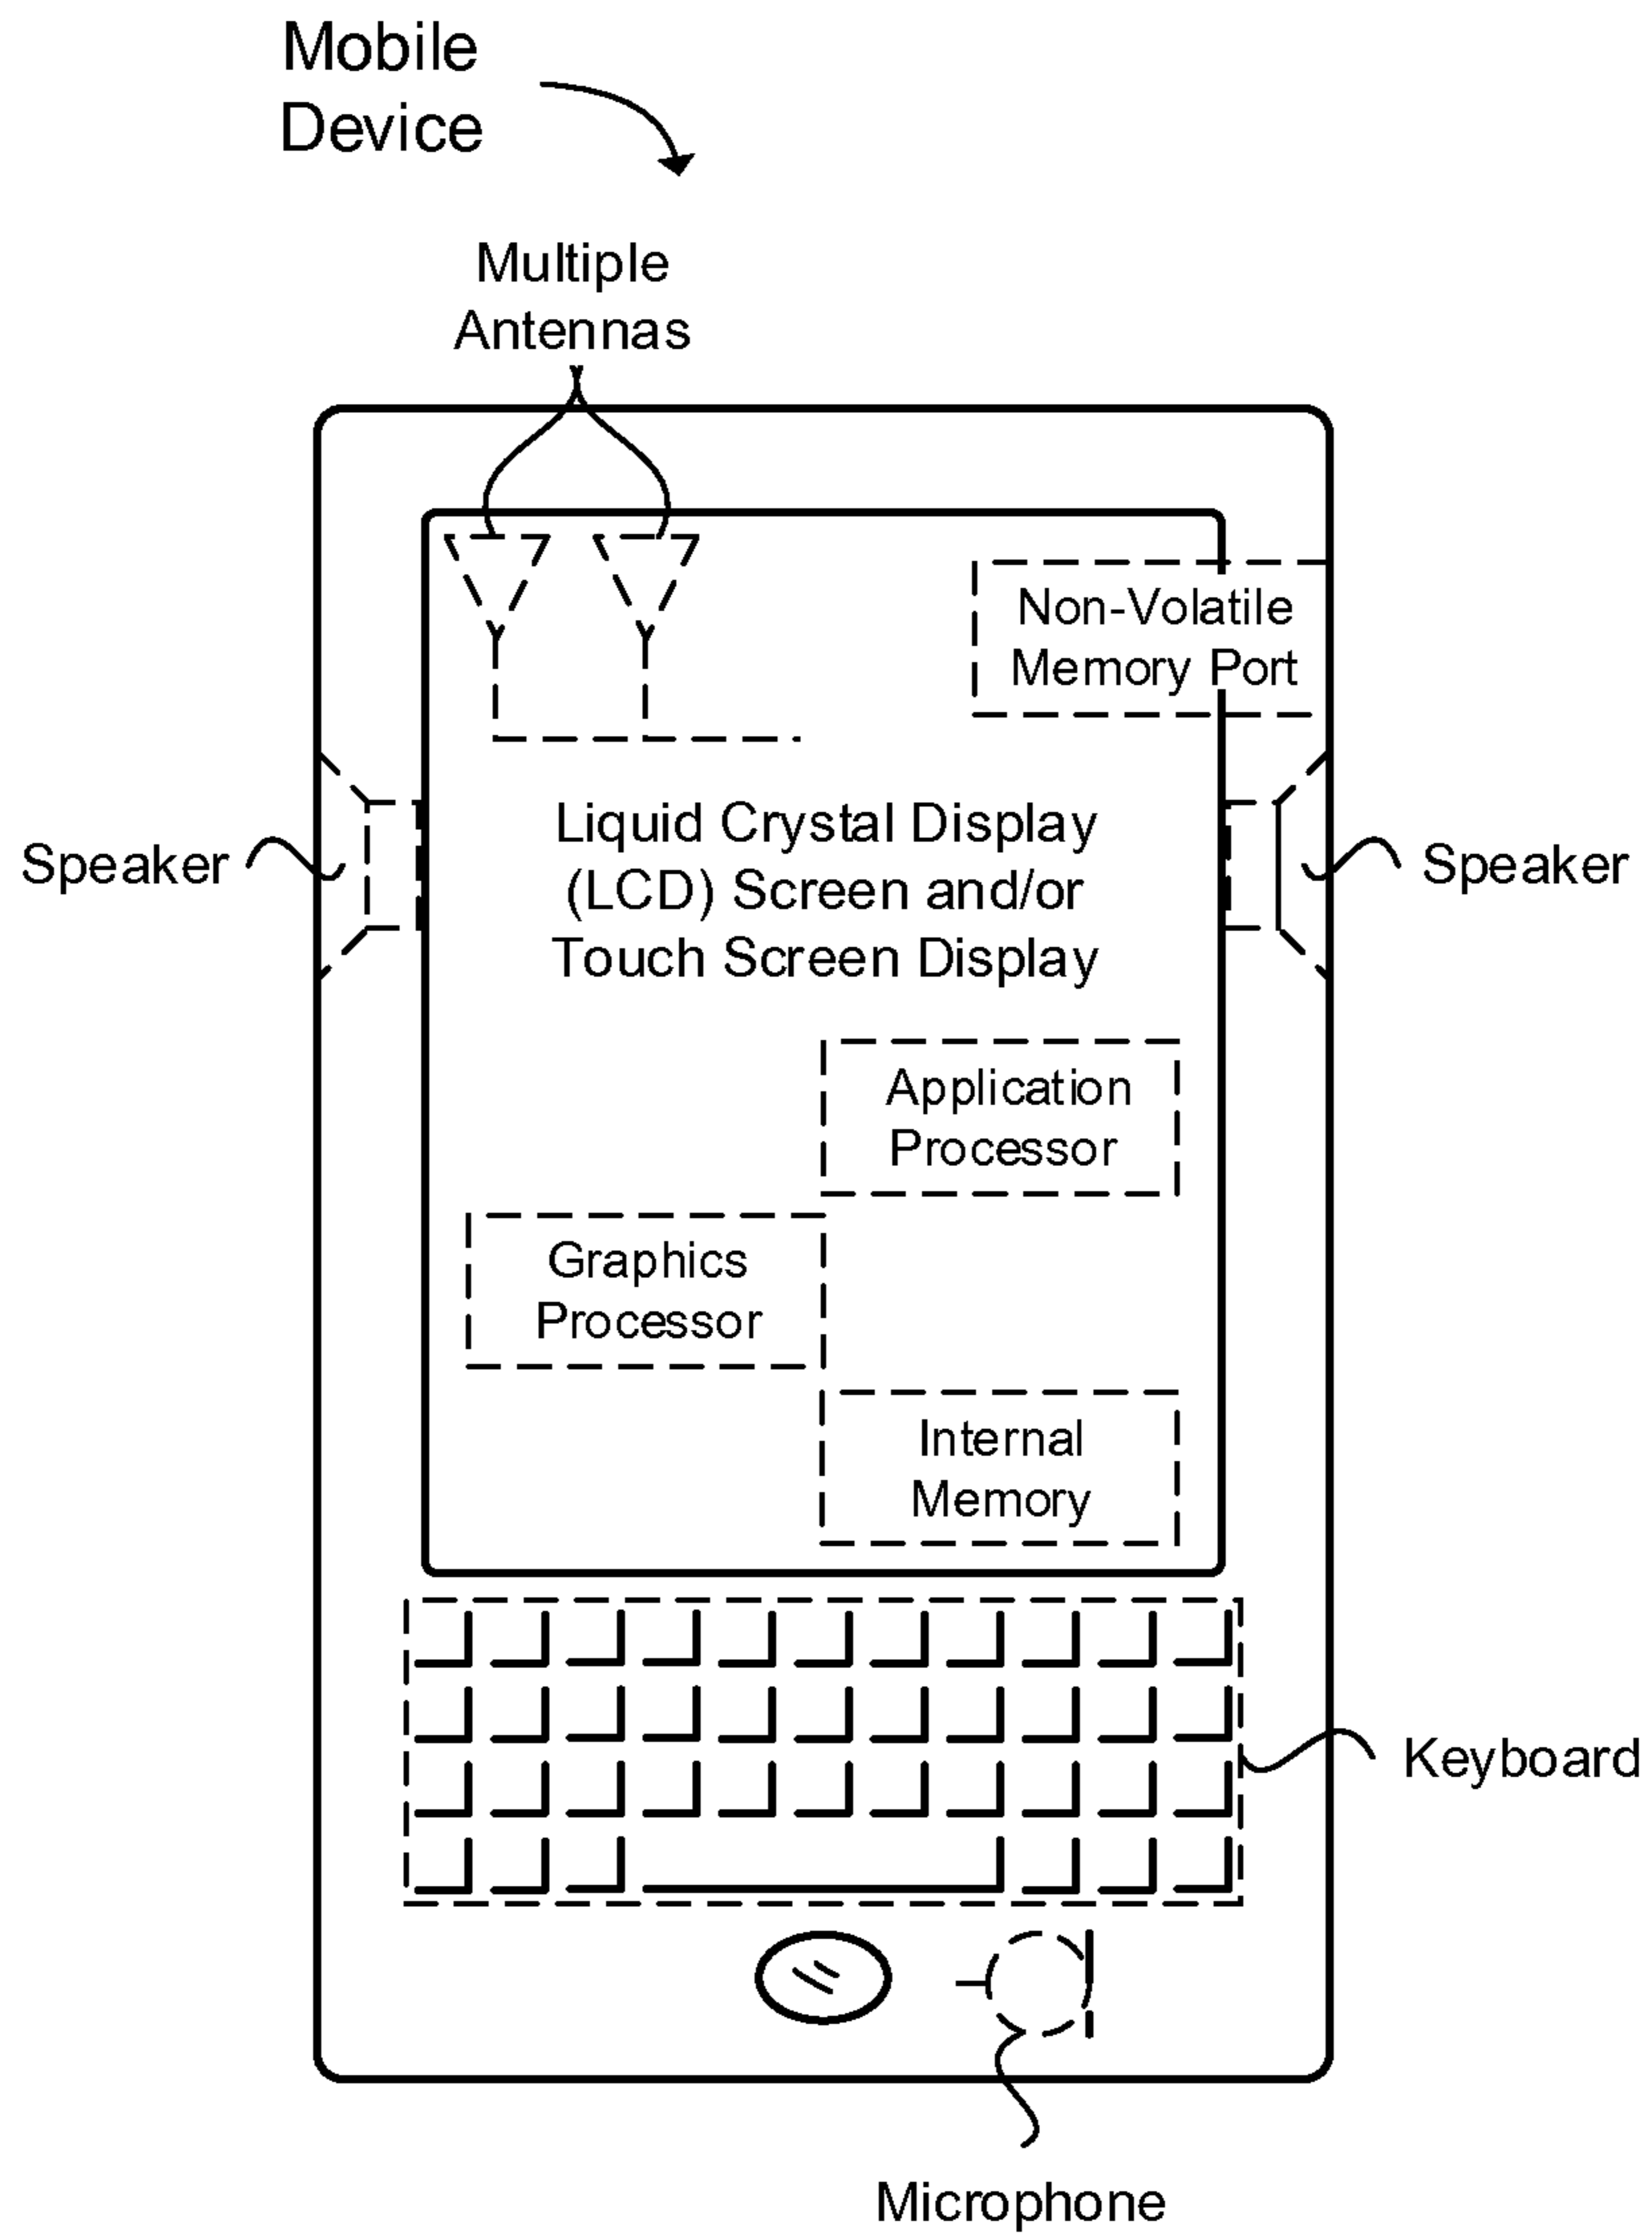 Mobile
Device
Multiple
Antennas
Non-Volatile
Memory Port
Speaker
Liquid Crystal Display
(LCD) Screen and/or
Touch Screen Display
Speaker
Application
Processor
Graphics
Processor
Internal
Memory
Keyboard
Microphone